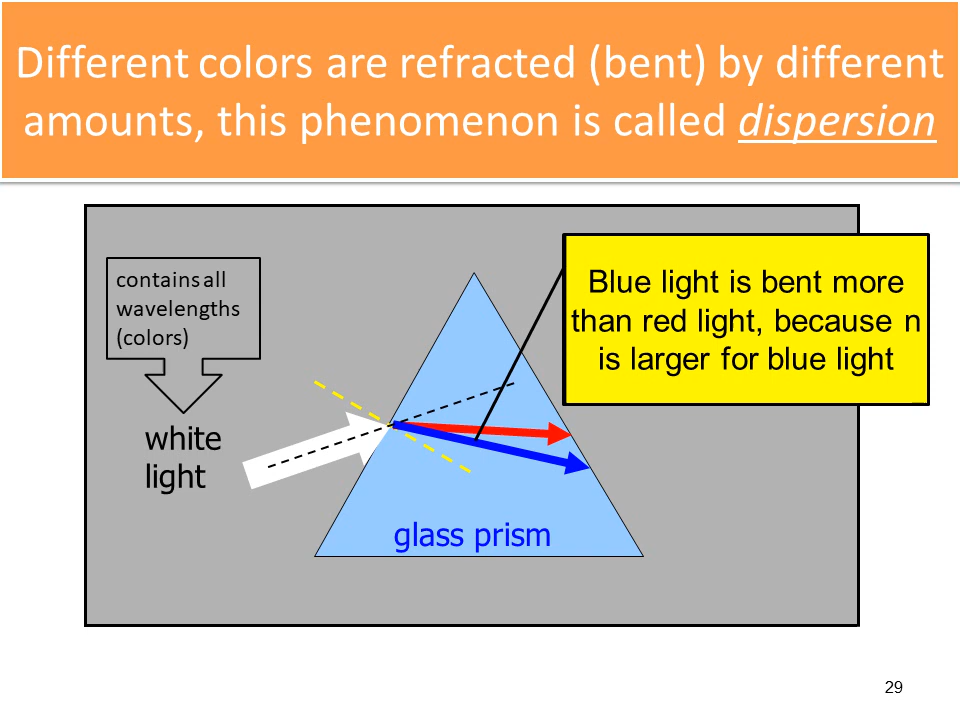 Different colors are refracted (bent) by different
amounts, this phenomenon is called dispersion
contains all
wavelengths
(colors)
white
light
Blue light is bent more
than red light, because n
is larger for blue light
glass prism
29